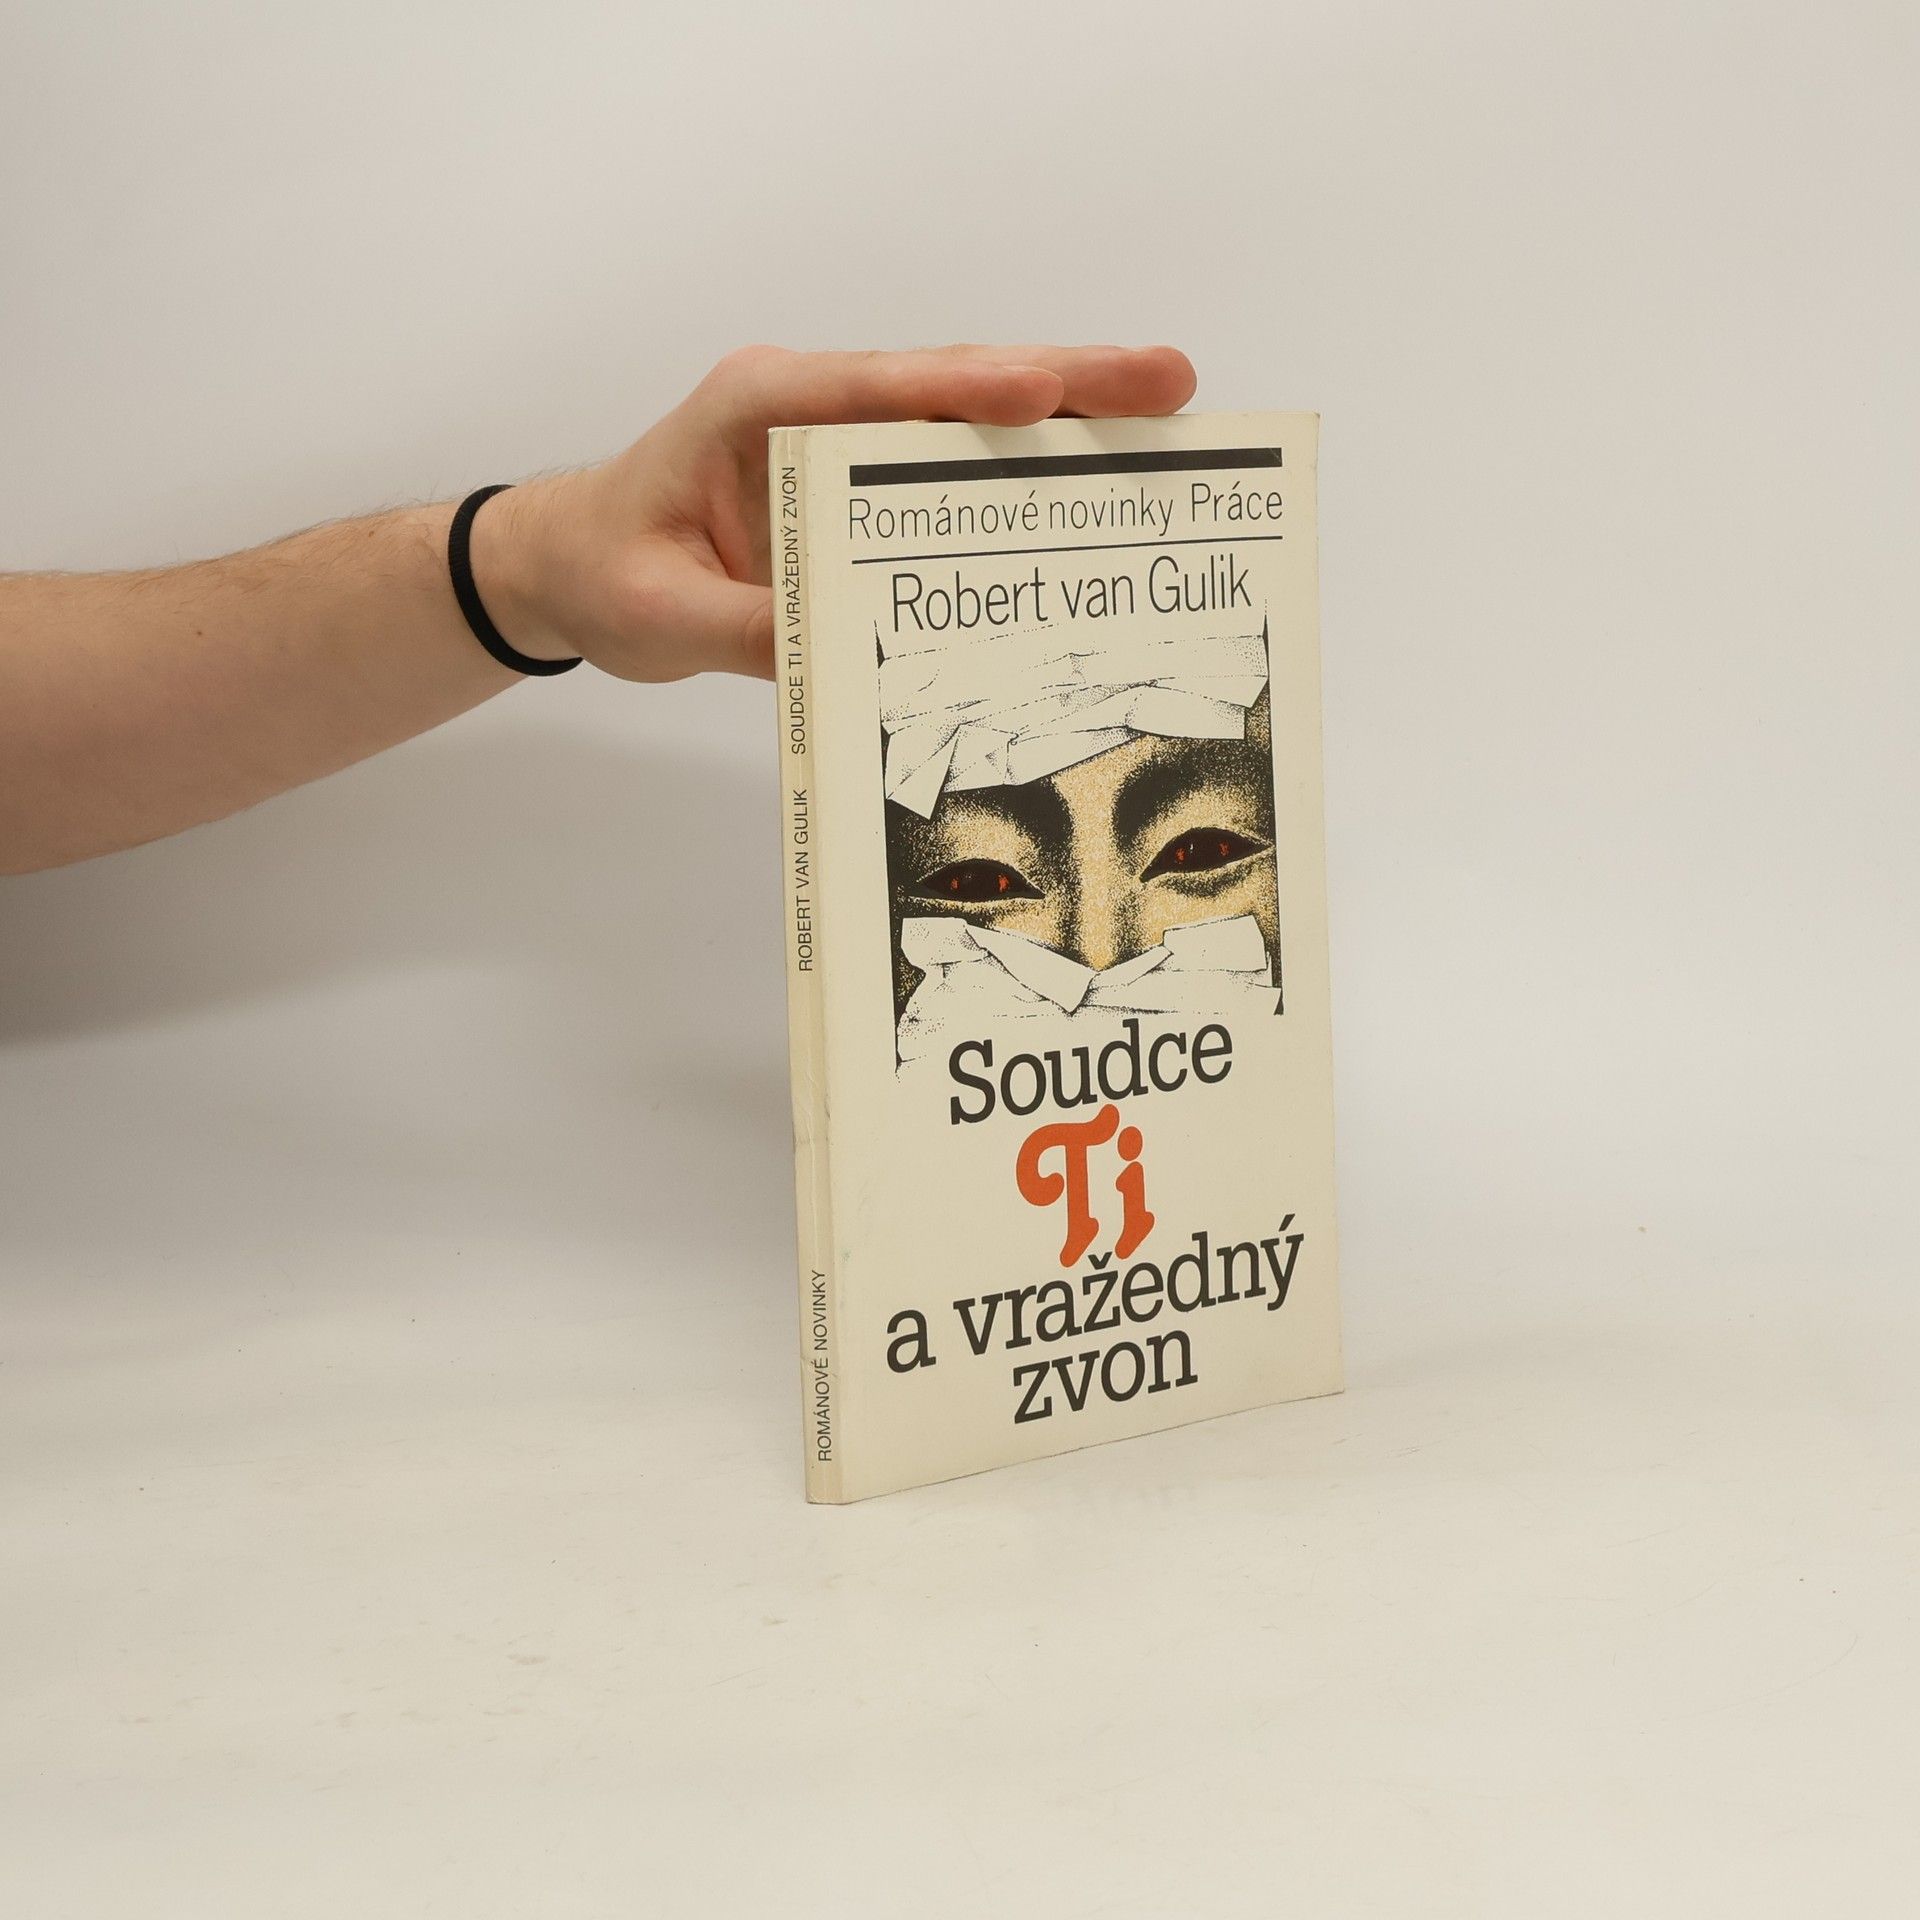 Románové novinky Práce
Robert van Gulik
Soudce
Ti
a vražedný
zvon
ROMÁNOVÉ NOVINKY ROBERT VAN GULIK SOUDCE TI A VRAŽEDNÝ ZVON